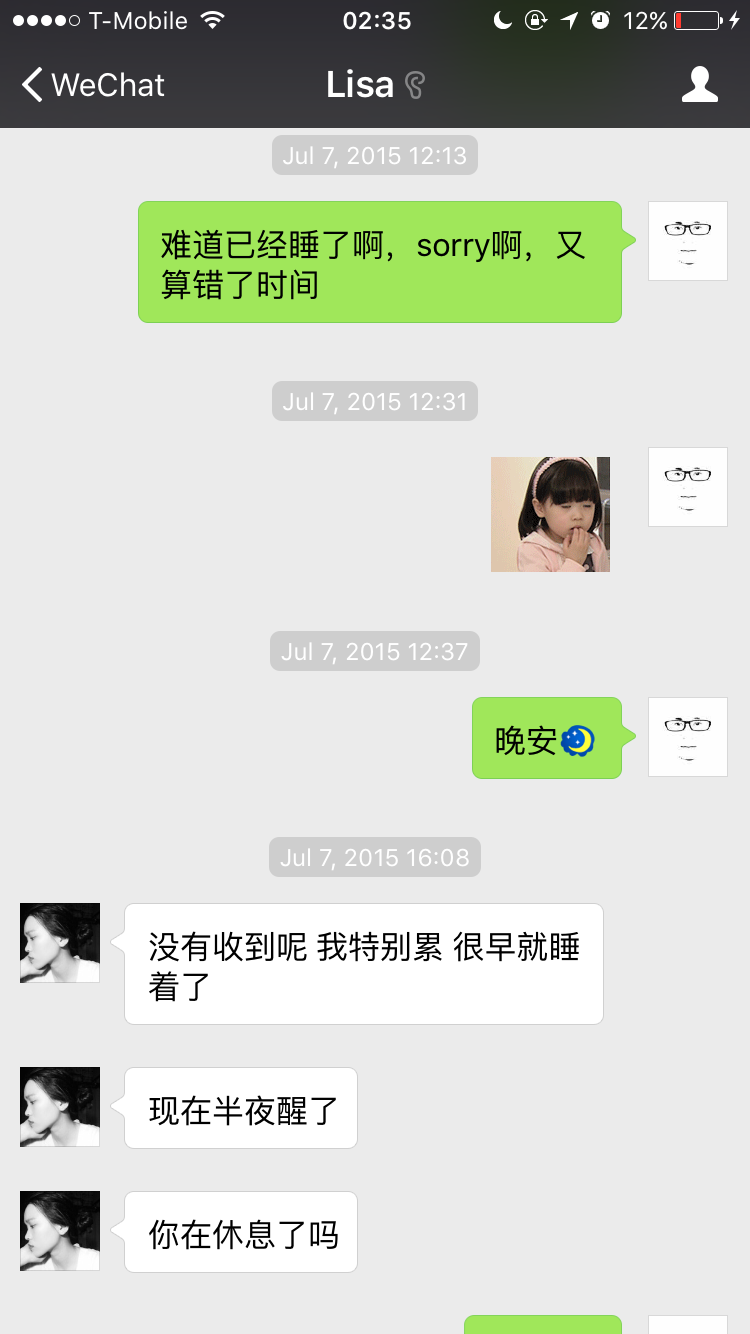 T-Mobile 02:35 12%
WeChat Lisa
Jul 7, 2015 12:13
难道已经睡了啊，sorry啊，又
算错了时间
Jul 7, 2015 12:31
Jul 7, 2015 12:37
晚安
Jul 7, 2015 16:08
没有收到呢 我特别累 很早就睡
着了
现在半夜醒了
你在休息了吗